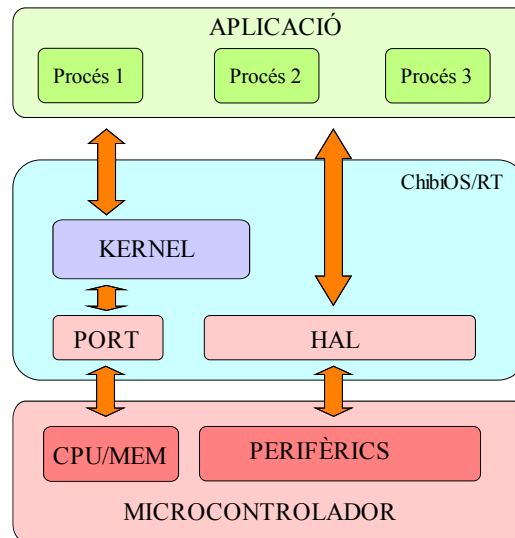 APLICACIÓ
Procés 1
Procés 2
Procés 3
ChibiOS/RT
KERNEL
PORT
HAL
CPU/MEM
PERIFÈRICS
MICROCONTROLADOR